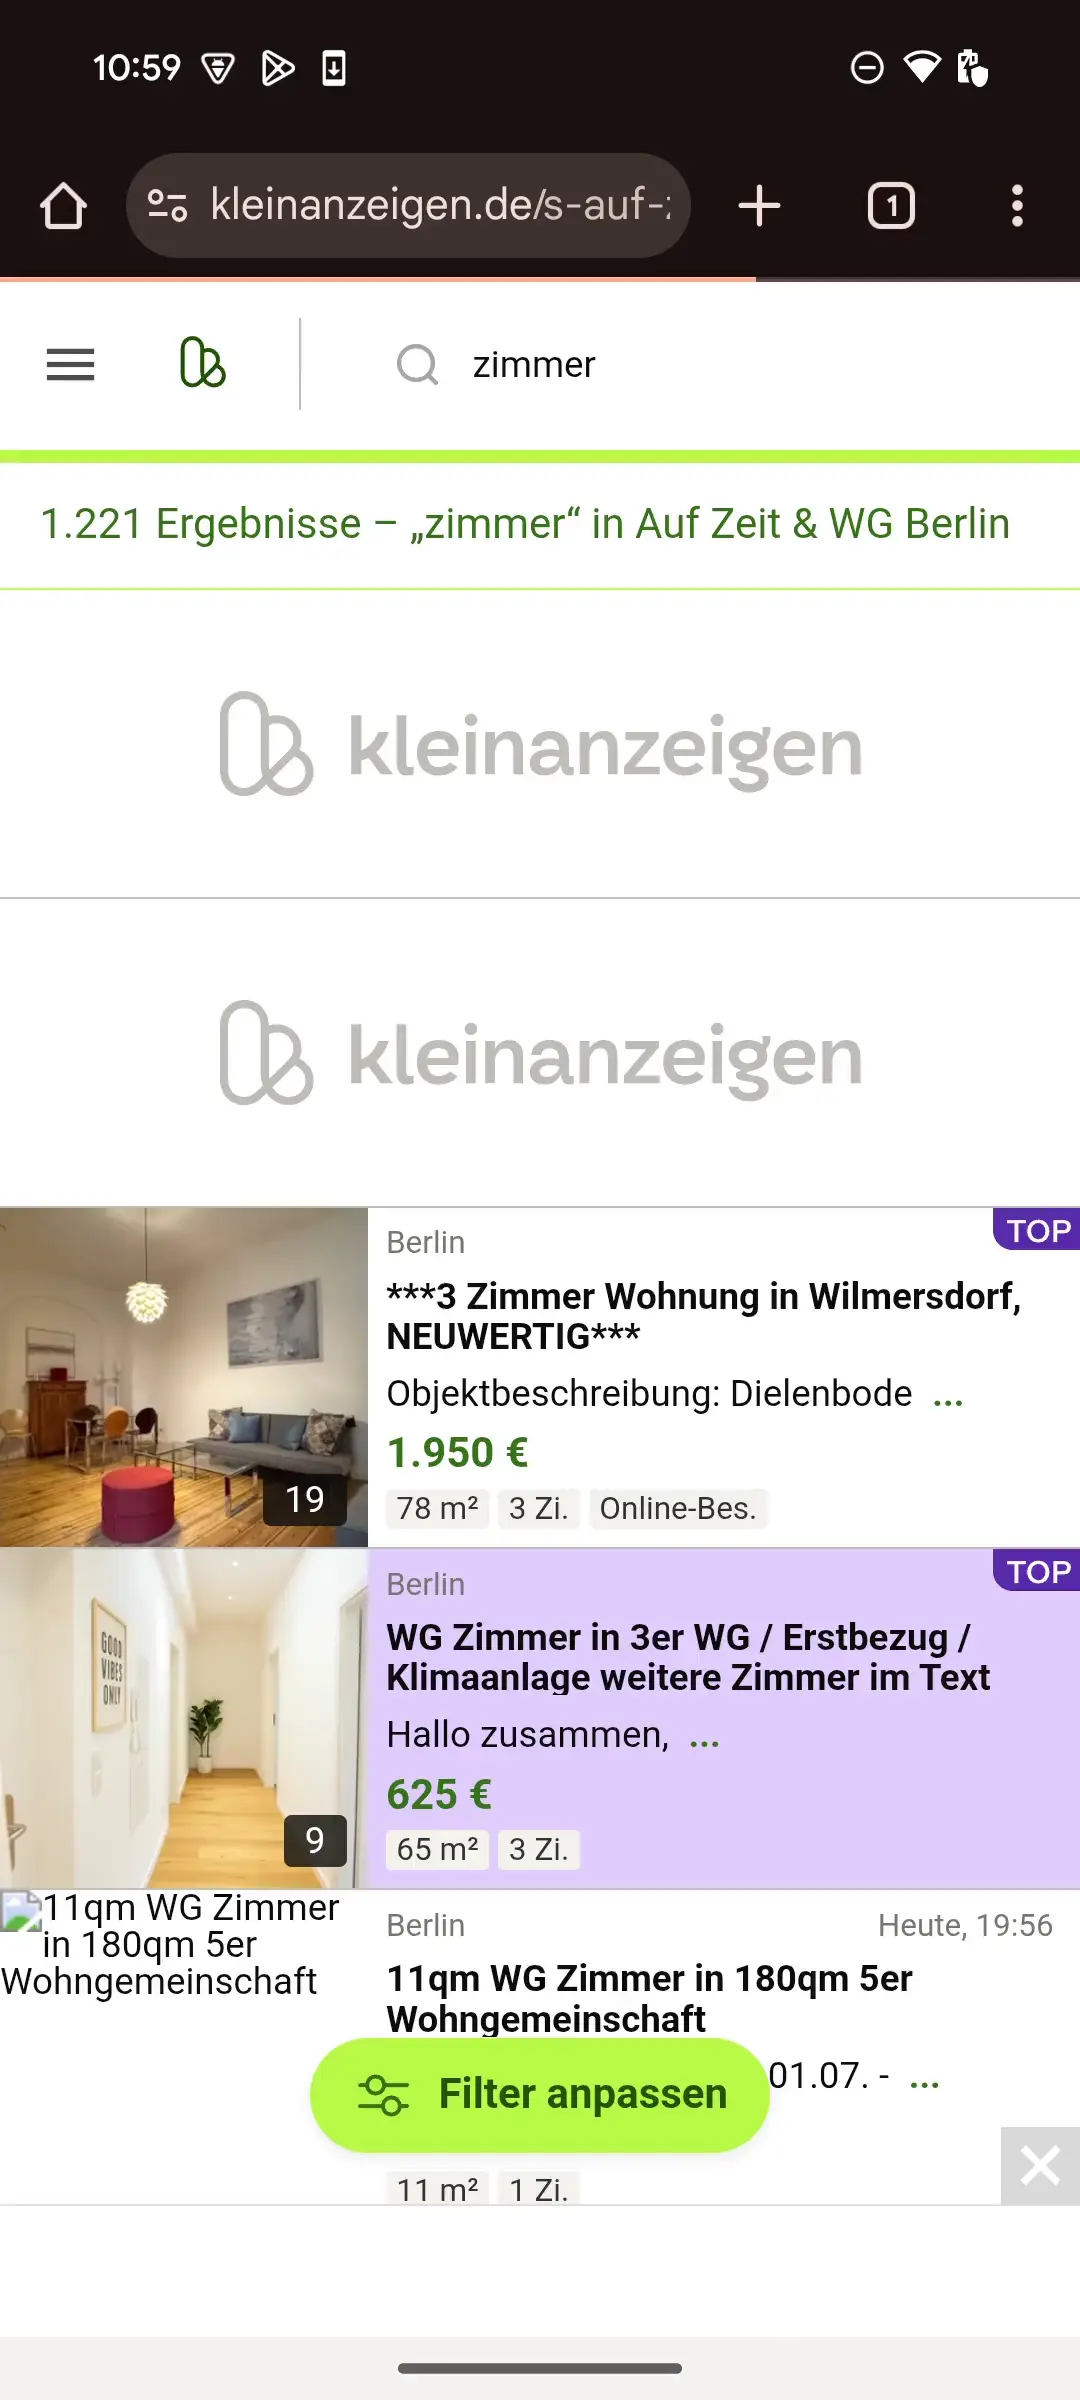 10:59
kleinanzeigen.de/s-auf-
1
zimmer
1.221 Ergebnisse – „zimmer“ in Auf Zeit & WG Berlin
kleinanzeigen
kleinanzeigen
Berlin
TOP
***3 Zimmer Wohnung in Wilmersdorf,
NEUWERTIG***
Objektbeschreibung: Dielenbode ...
1.950 €
19
78 m² 3 Zi. Online-Bes.
Berlin
TOP
GOOD
VIBES
ONLY
WG Zimmer in 3er WG / Erstbezug /
Klimaanlage weitere Zimmer im Text
Hallo zusammen, ...
625 €
9
65 m² 3 Zi.
11qm WG Zimmer
in 180qm 5er
Wohngemeinschaft
Berlin
Heute, 19:56
11qm WG Zimmer in 180qm 5er
Wohngemeinschaft
01.07. - ...
Filter anpassen
11 m² 1 Zi.